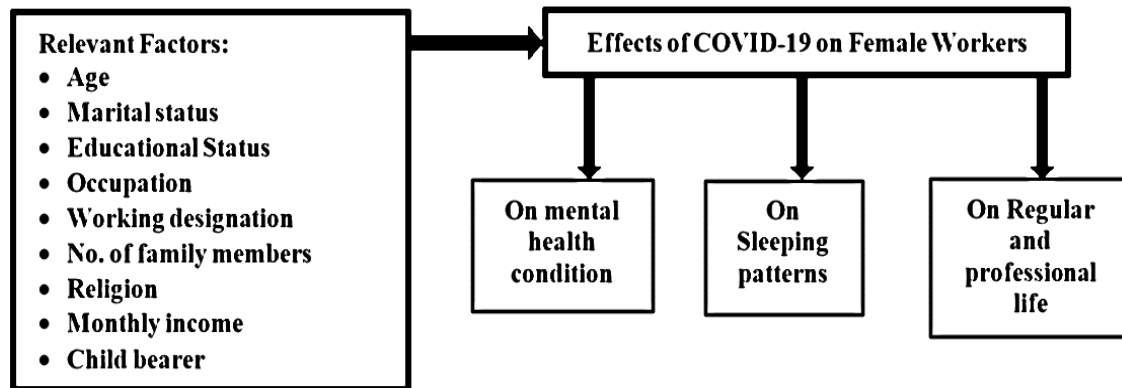 Relevant Factors:
• Age
• Marital status
• Educational Status
• Occupation
• Working designation
• No. of family members
• Religion
• Monthly income
• Child bearer
Effects of COVID-19 on Female Workers
On mental
health
condition
On
Sleeping
patterns
On Regular
and
professional
life